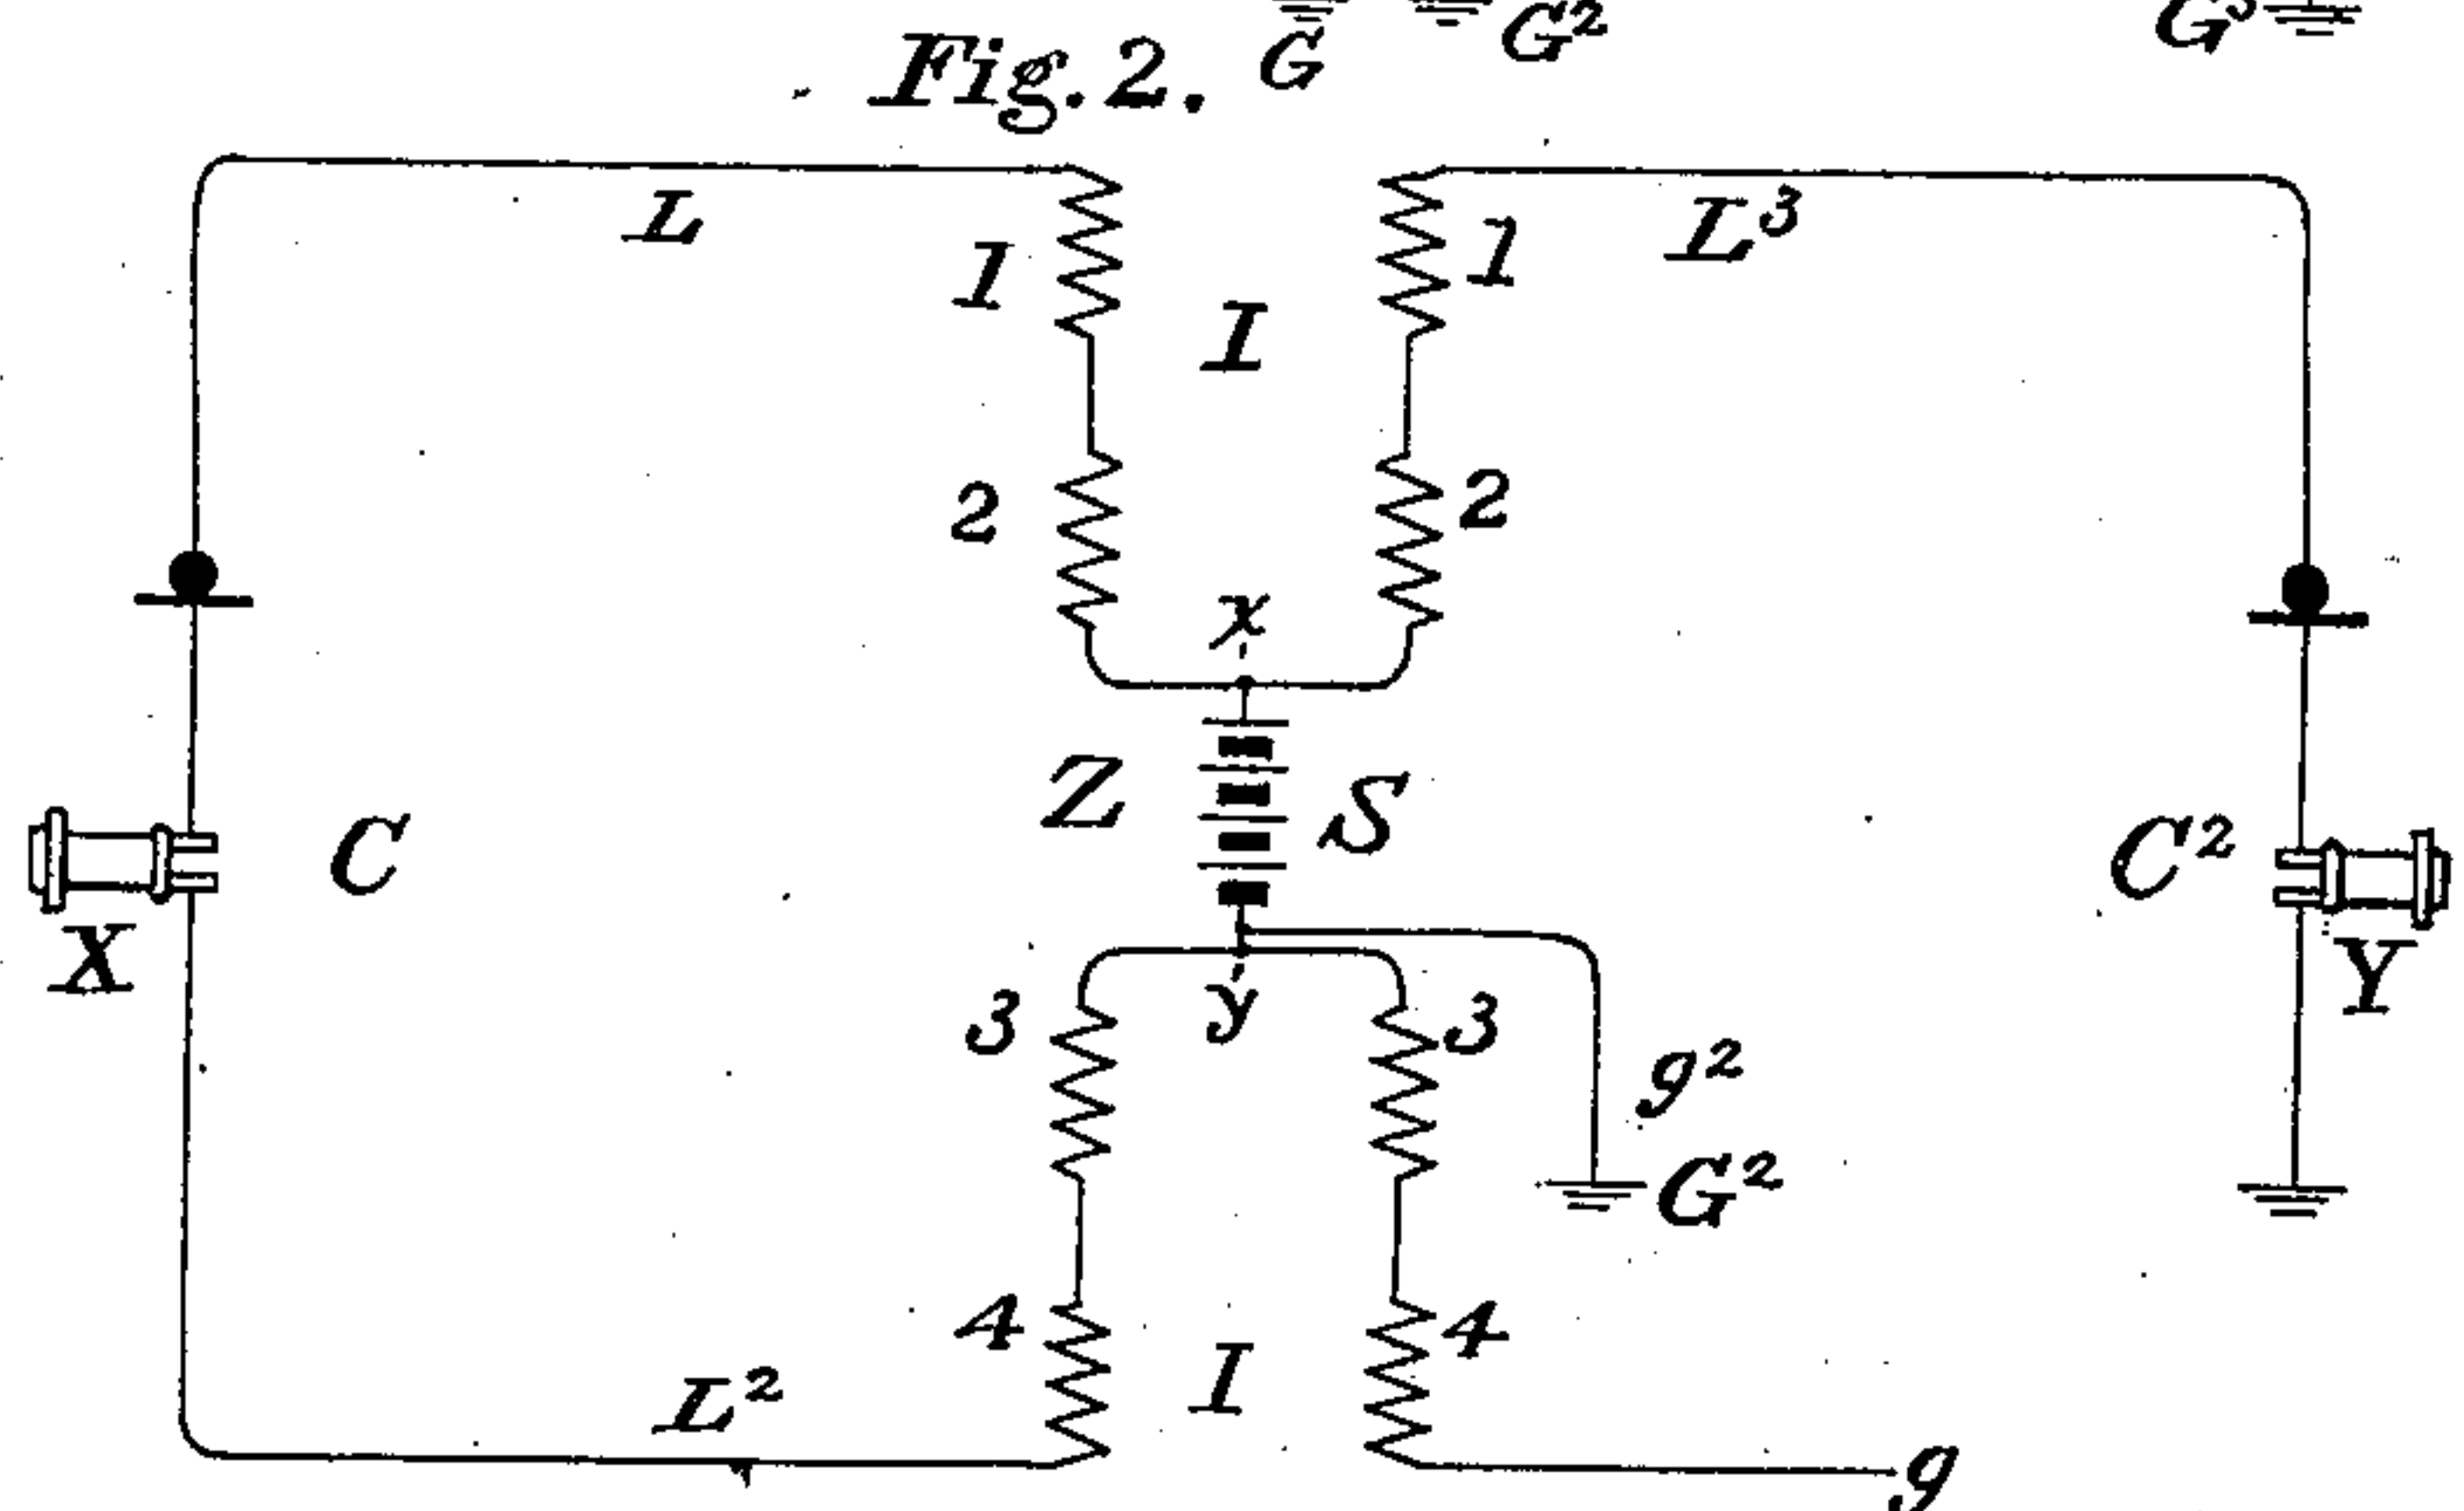 G G² G³
Fig. 2.
L L³
1 I 1
2 2
x
Z S
C C²
X Y
y
3 3
g²
G²
4 I 4
L²
g